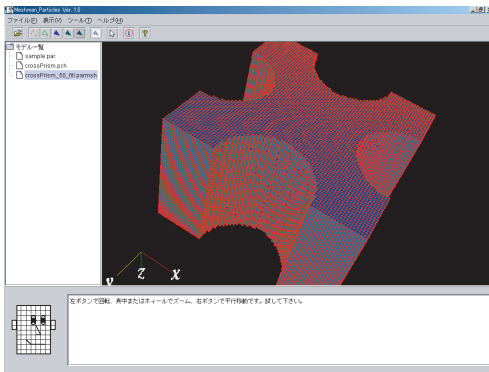 Meshman_Particles Ver. 1.0
ファイル(F) 表示(V) ツール(T) ヘルプ(H)
モデル一覧
sample.par
crossPrism.pch
crossPrism_50_fill.parmsh
y z x
左ボタンで回転、真中またはホィールでズーム、右ボタンで平行移動です。試して下さい。